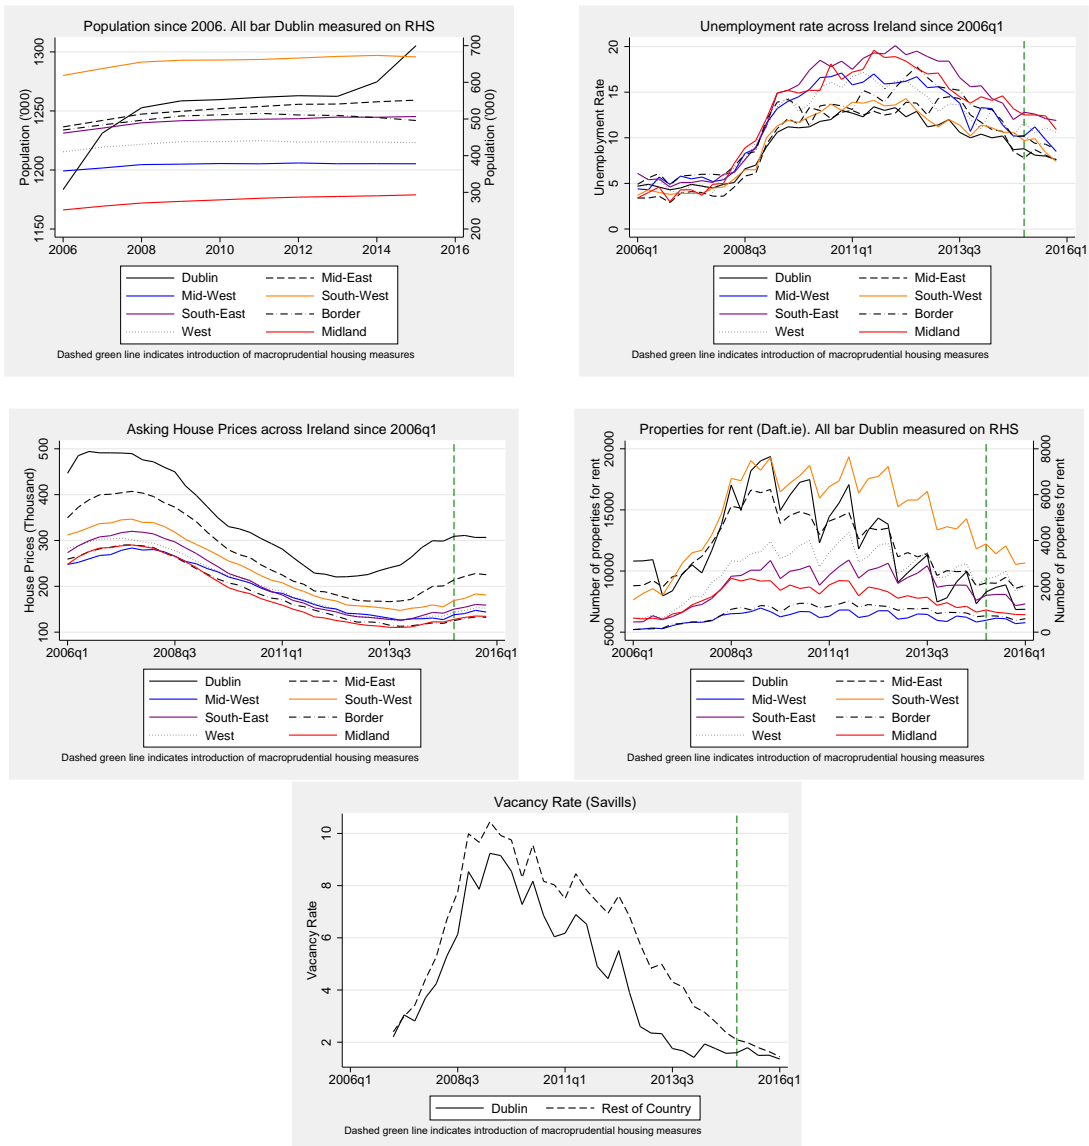 Population since 2006. All bar Dublin measured on RHS
Population ('000)
1150 1200 1250 1300
200 300 400 500 600 700
Population ('000)
2006 2008 2010 2012 2014 2016
Dublin Mid-East
Mid-West South-West
South-East Border
West Midland
Dashed green line indicates introduction of macroprudential housing measures
Unemployment rate across Ireland since 2006q1
Unemployment Rate
0 5 10 15 20
2006q1 2008q3 2011q1 2013q3 2016q1
Dublin Mid-East
Mid-West South-West
South-East Border
West Midland
Dashed green line indicates introduction of macroprudential housing measures
Asking House Prices across Ireland since 2006q1
House Prices (Thousand)
100 200 300 400 500
2006q1 2008q3 2011q1 2013q3 2016q1
Dublin Mid-East
Mid-West South-West
South-East Border
West Midland
Dashed green line indicates introduction of macroprudential housing measures
Properties for rent (Daft.ie). All bar Dublin measured on RHS
Number of properties for rent
5000 10000 15000 20000
0 2000 4000 6000 8000
Number of properties for rent
2006q1 2008q3 2011q1 2013q3 2016q1
Dublin Mid-East
Mid-West South-West
South-East Border
West Midland
Dashed green line indicates introduction of macroprudential housing measures
Vacancy Rate (Savills)
Vacancy Rate
2 4 6 8 10
2006q1 2008q3 2011q1 2013q3 2016q1
Dublin Rest of Country
Dashed green line indicates introduction of macroprudential housing measures